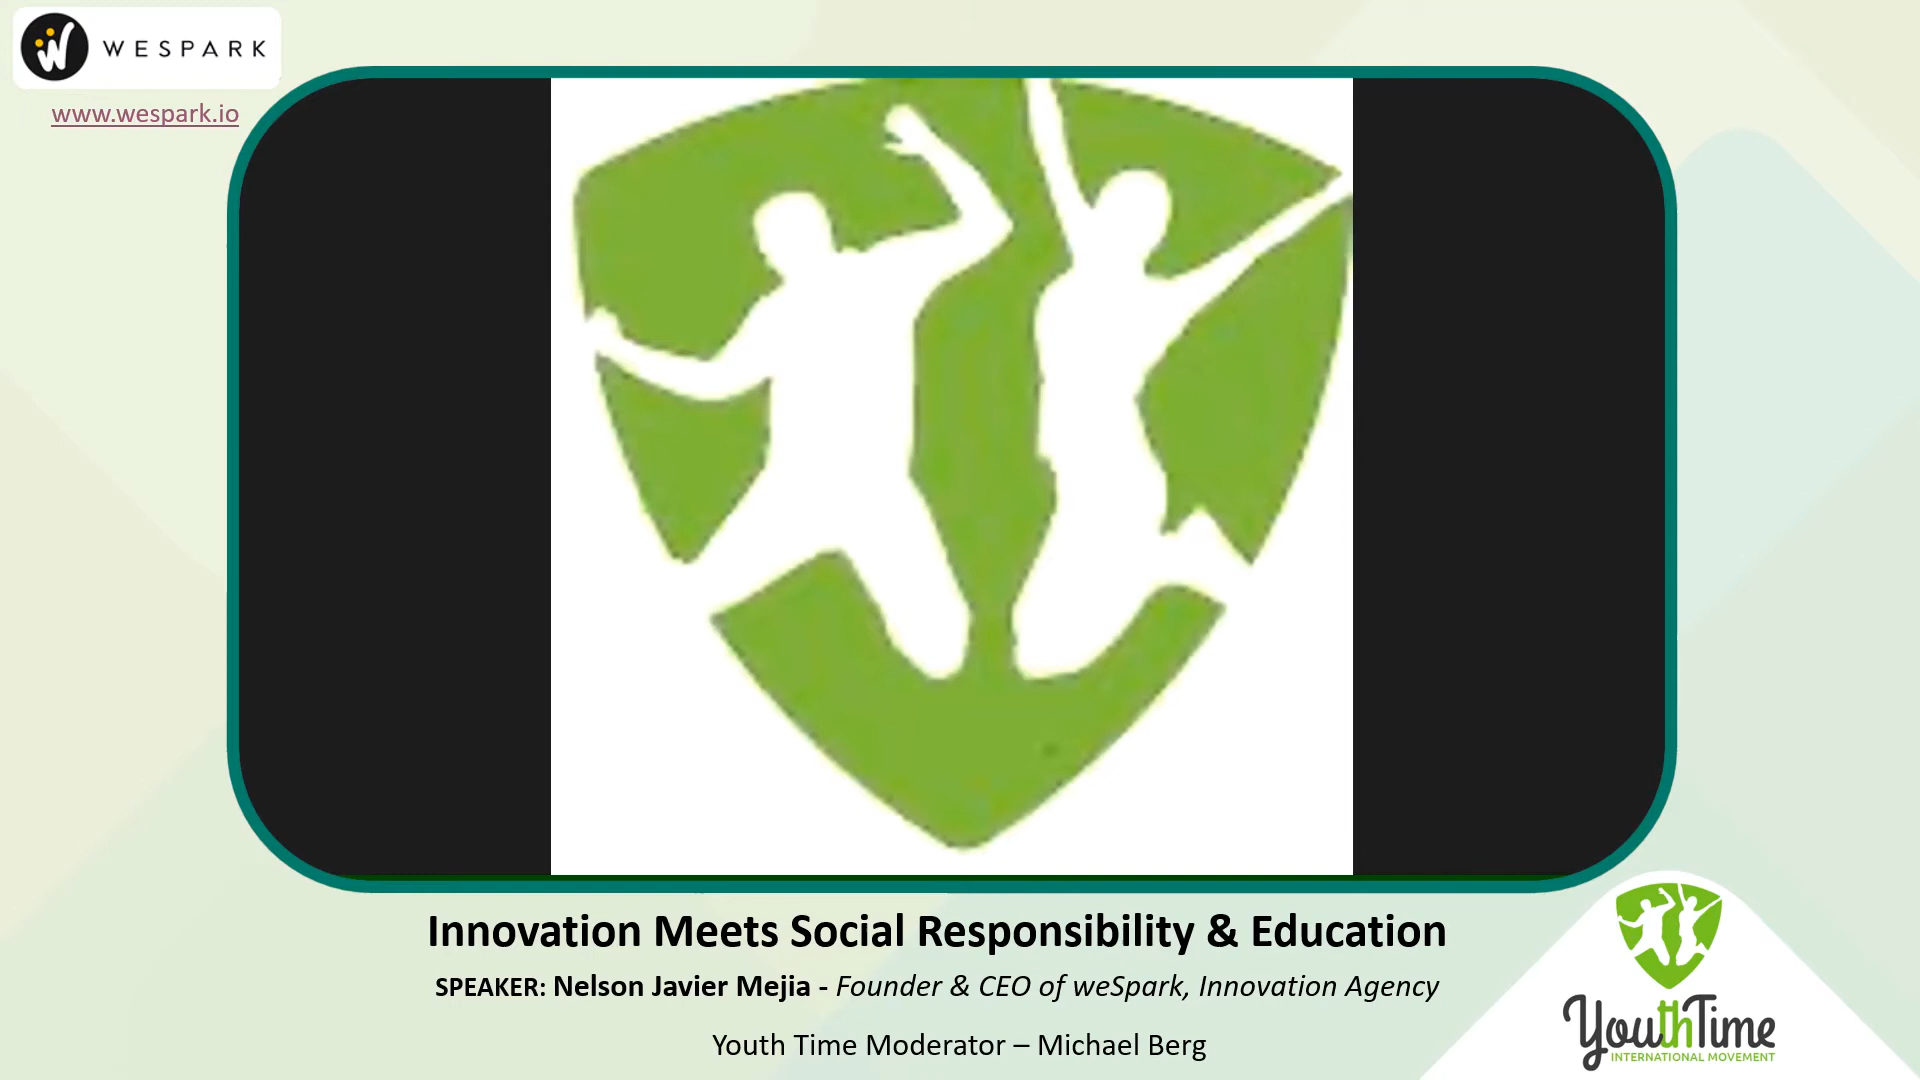 WESPARK
www.wespark.io
Innovation Meets Social Responsibility & Education
SPEAKER: Nelson Javier Mejia - Founder & CEO of weSpark, Innovation Agency
Youth Time Moderator – Michael Berg
YouthTime
INTERNATIONAL MOVEMENT